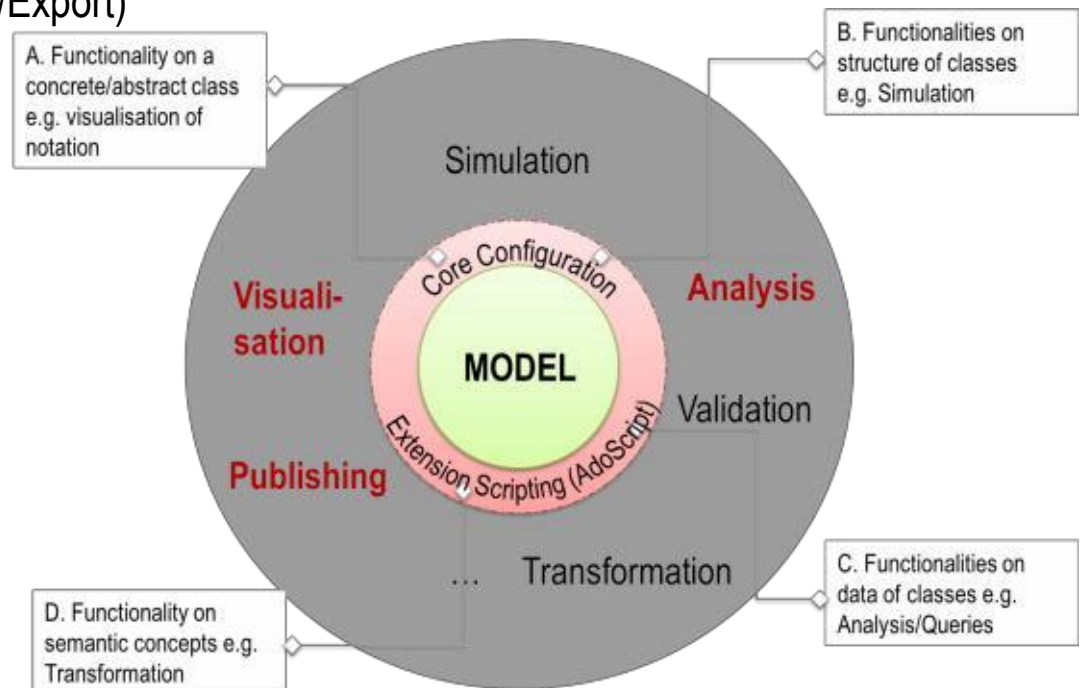 /Export)
A. Functionality on a
concrete/abstract class
e.g. visualisation of
notation
B. Functionalities on
structure of classes
e.g. Simulation
Simulation
Core Configuration
Visuali-
sation
Analysis
MODEL
Validation
Extension Scripting (AdoScript)
Publishing
... Transformation
C. Functionalities on
data of classes e.g.
Analysis/Queries
D. Functionality on
semantic concepts e.g.
Transformation